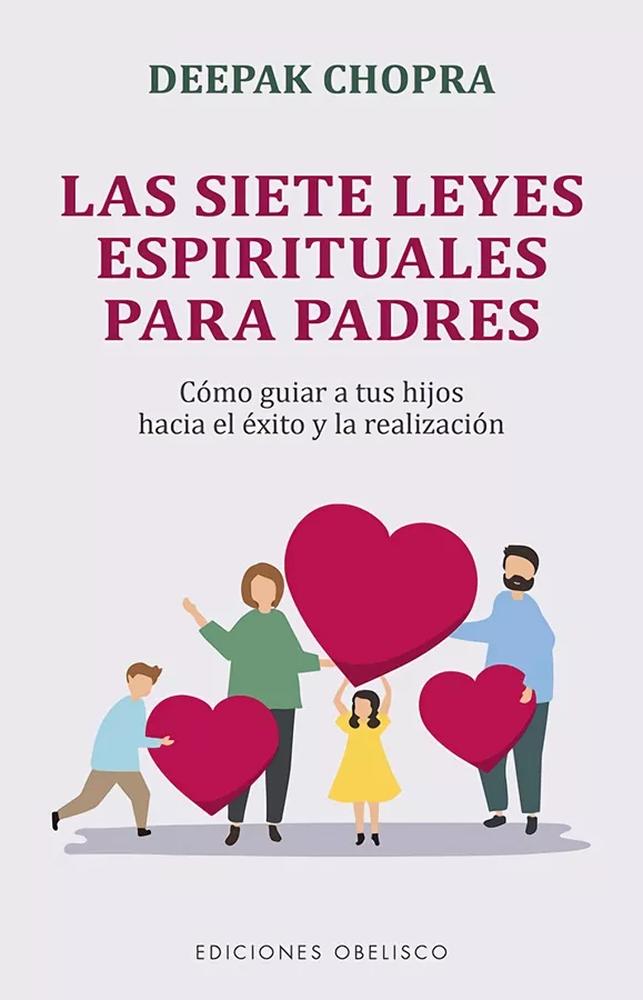 DEEPAK CHOPRA
LAS SIETE LEYES
ESPIRITUALES
PARA PADRES
Cómo guiar a tus hijos
hacia el éxito y la realización
EDICIONES OBELISCO